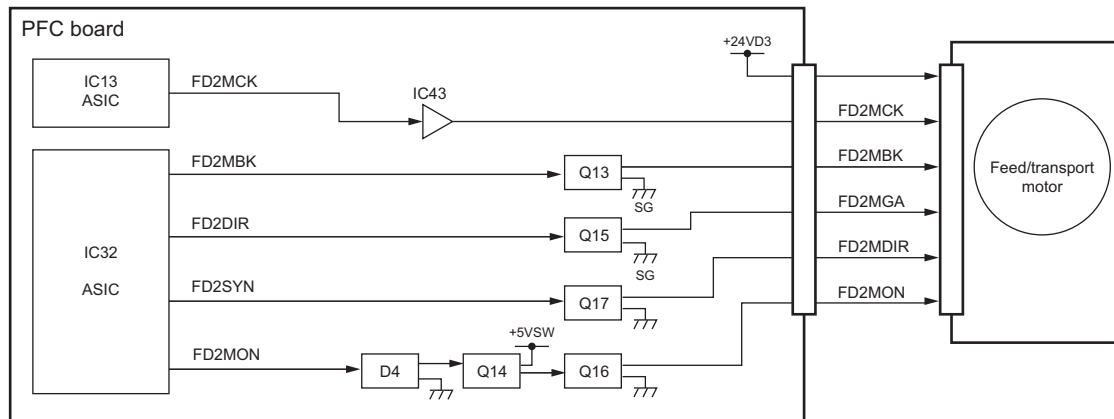 PFC board
+24VD3
IC13
ASIC
FD2MCK
IC43
FD2MCK
FD2MBK
Q13
SG
FD2MBK
Feed/transport
motor
FD2DIR
Q15
SG
FD2MGA
IC32
ASIC
FD2SYN
Q17
FD2MDIR
+5VSW
FD2MON
D4
Q14
Q16
FD2MON